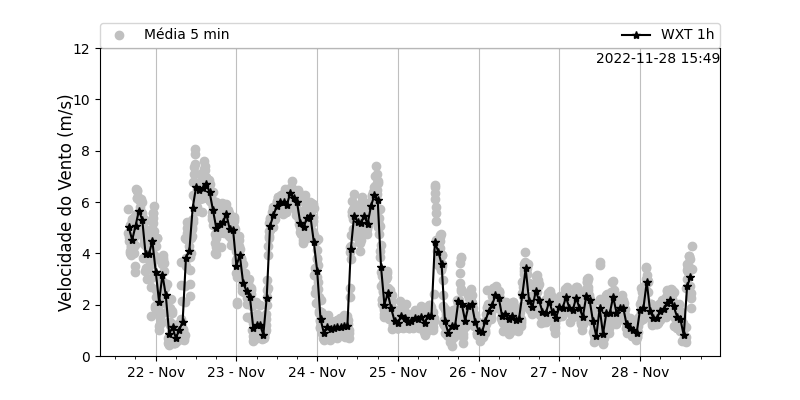 Média 5 min
WXT 1h
2022-11-28 15:49
Velocidade do Vento (m/s)
12
10
8
6
4
2
0
22 - Nov
23 - Nov
24 - Nov
25 - Nov
26 - Nov
27 - Nov
28 - Nov